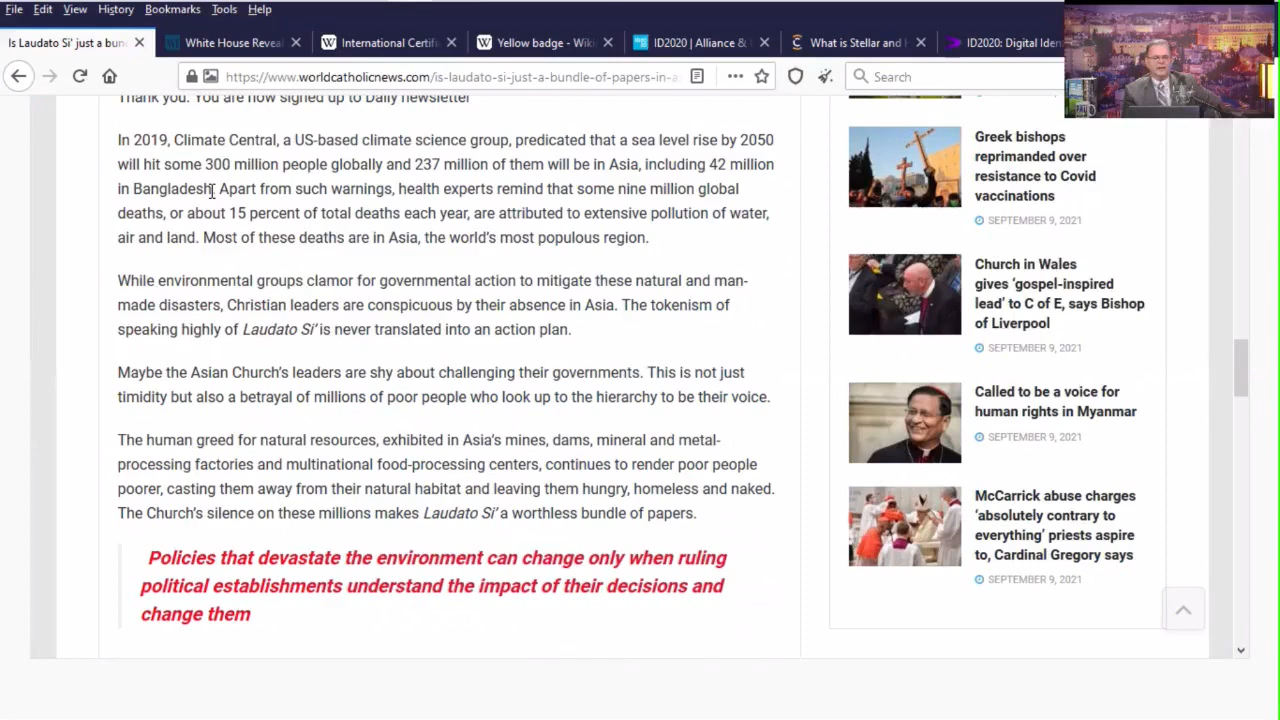 File Edit View History Bookmarks Tools Help
Is Laudato Si' just a bun
White House Revea
International Certifi
Yellow badge - Wiki
ID2020 | Alliance &
What is Stellar and
ID2020: Digital Iden
https://www.worldcatholicnews.com/is-laudato-si-just-a-bundle-of-papers-in-a
Search
Thank you. You are now signed up to Daily newsletter
In 2019, Climate Central, a US-based climate science group, predicated that a sea level rise by 2050
will hit some 300 million people globally and 237 million of them will be in Asia, including 42 million
in Bangladesh. Apart from such warnings, health experts remind that some nine million global
deaths, or about 15 percent of total deaths each year, are attributed to extensive pollution of water,
air and land. Most of these deaths are in Asia, the world's most populous region.
While environmental groups clamor for governmental action to mitigate these natural and man-
made disasters, Christian leaders are conspicuous by their absence in Asia. The tokenism of
speaking highly of Laudato Si' is never translated into an action plan.
Maybe the Asian Church's leaders are shy about challenging their governments. This is not just
timidity but also a betrayal of millions of poor people who look up to the hierarchy to be their voice.
The human greed for natural resources, exhibited in Asia's mines, dams, mineral and metal-
processing factories and multinational food-processing centers, continues to render poor people
poorer, casting them away from their natural habitat and leaving them hungry, homeless and naked.
The Church's silence on these millions makes Laudato Si' a worthless bundle of papers.
Policies that devastate the environment can change only when ruling
political establishments understand the impact of their decisions and
change them
Greek bishops
reprimanded over
resistance to Covid
vaccinations
SEPTEMBER 9, 2021
Church in Wales
gives 'gospel-inspired
lead' to C of E, says Bishop
of Liverpool
SEPTEMBER 9, 2021
Called to be a voice for
human rights in Myanmar
SEPTEMBER 9, 2021
McCarrick abuse charges
'absolutely contrary to
everything' priests aspire
to, Cardinal Gregory says
SEPTEMBER 9, 2021